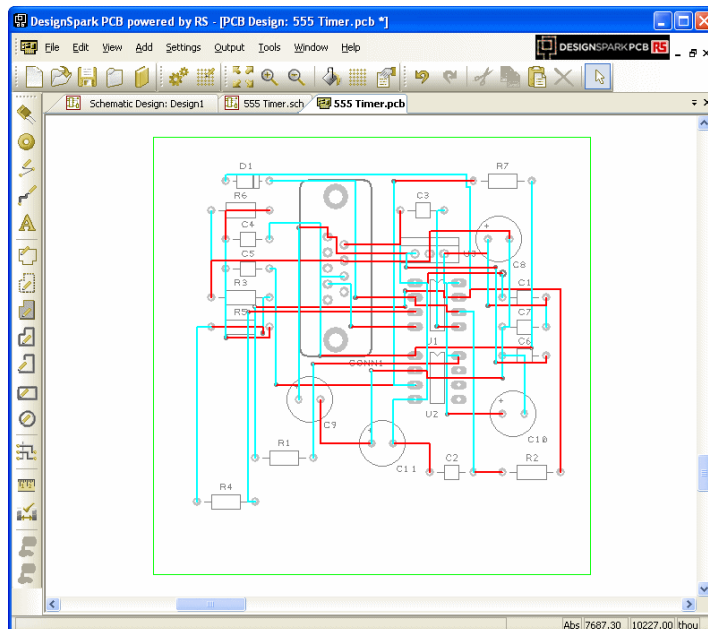 DesignSpark PCB powered by RS - [PCB Design: 555 Timer.pcb *]
File Edit View Add Settings Output Tools Window Help
DESIGNSPARK PCB RS
Schematic Design: Design1 555 Timer.sch 555 Timer.pcb
D1 R7
R6 C3
C4 U3
C5 C8
R3 C1
R5 C7
U1 C6
CONN1
U2
C9 C10
R1 C11 C2 R2
R4
Abs 7687.30 10227.00 thou